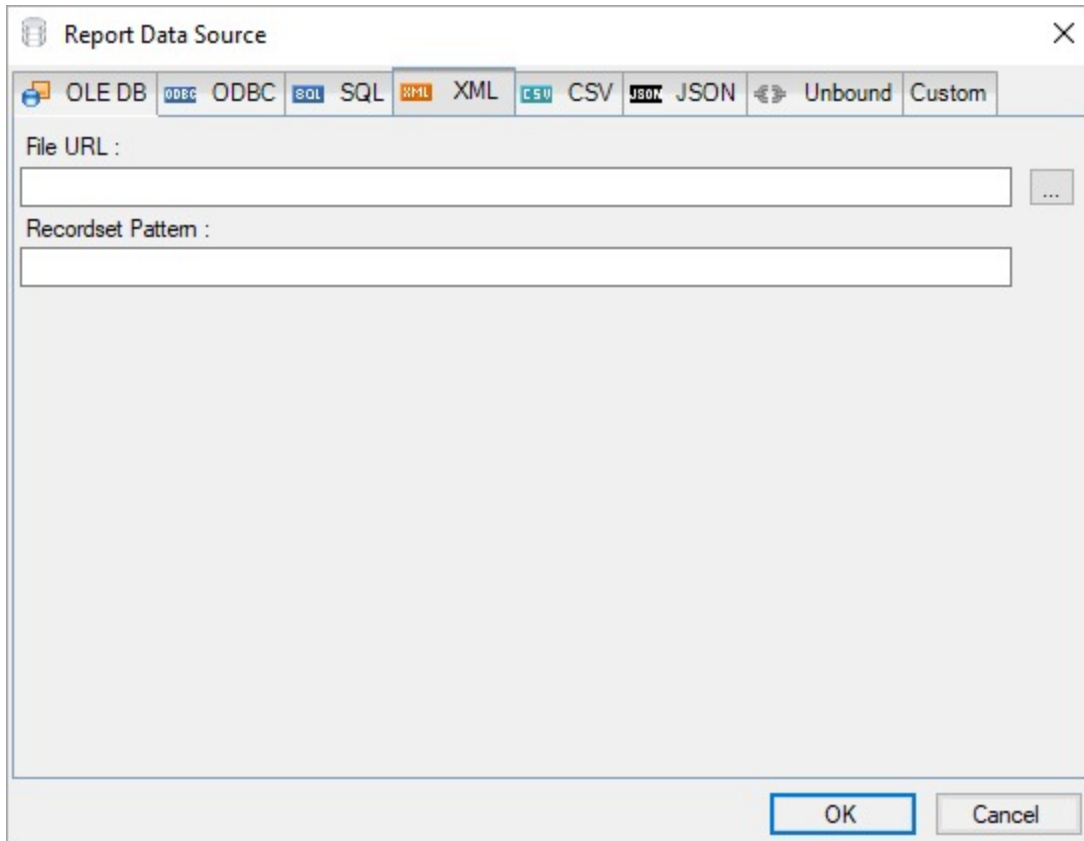 Report Data Source
OLE DB ODBC ODBC SQL SQL XML XML CSV CSV JSON JSON Unbound Custom
File URL :
...
Recordset Pattern :
OK Cancel